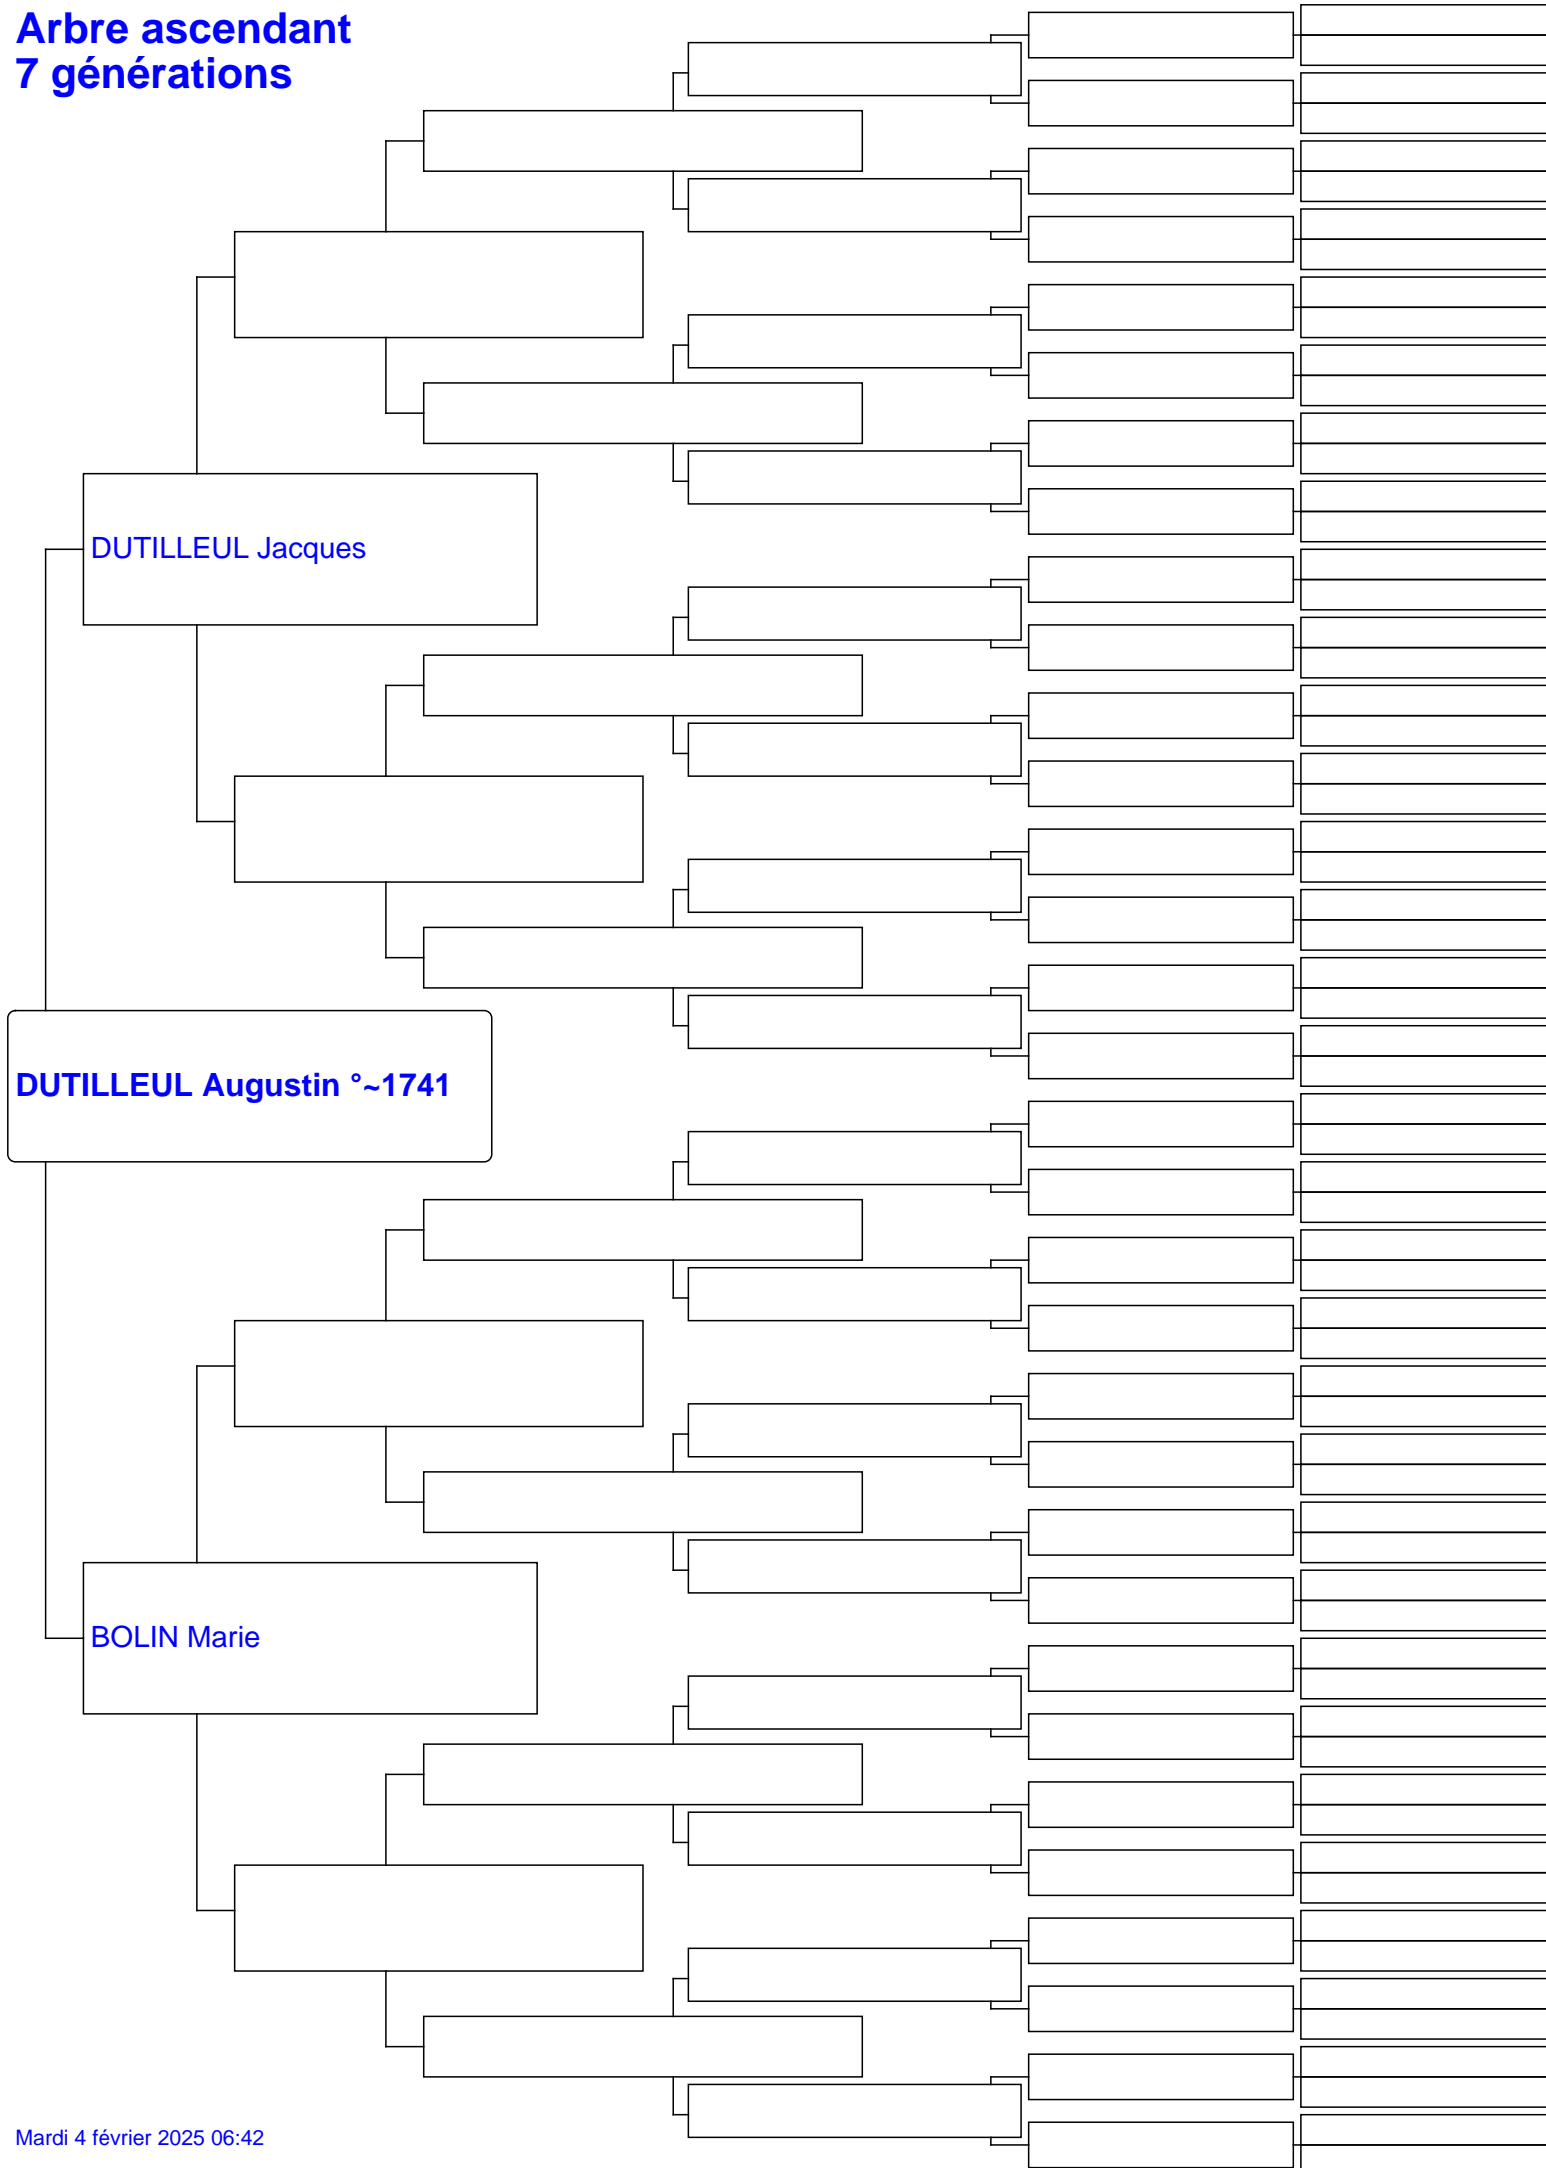 Arbre ascendant
7 générations
DUTILLEUL Jacques
DUTILLEUL Augustin °~1741
BOLIN Marie
Mardi 4 février 2025 06:42